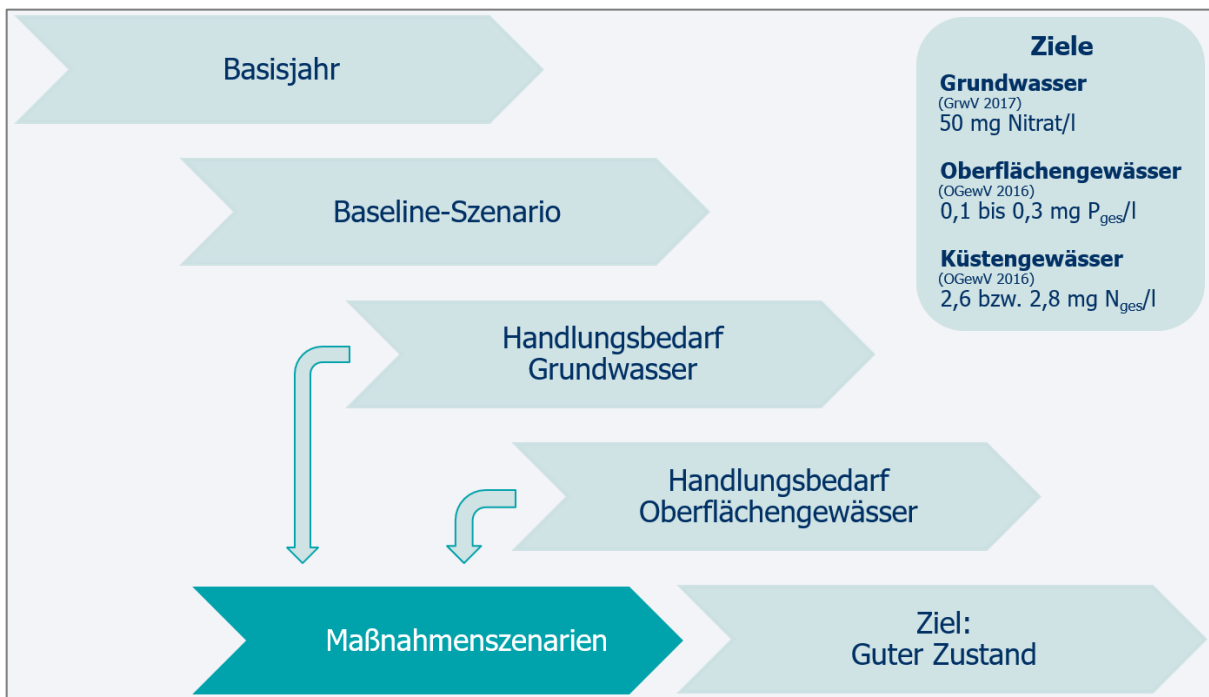 Basisjahr
Baseline-Szenario
Handlungsbedarf
Grundwasser
Handlungsbedarf
Oberflächengewässer
Maßnahmenszenarien
Ziel:
Guter Zustand
Ziele
Grundwasser
(GrwV 2017)
50 mg Nitrat/l
Oberflächengewässer
(OGewV 2016)
0,1 bis 0,3 mg Pges/l
Küstengewässer
(OGewV 2016)
2,6 bzw. 2,8 mg Nges/l